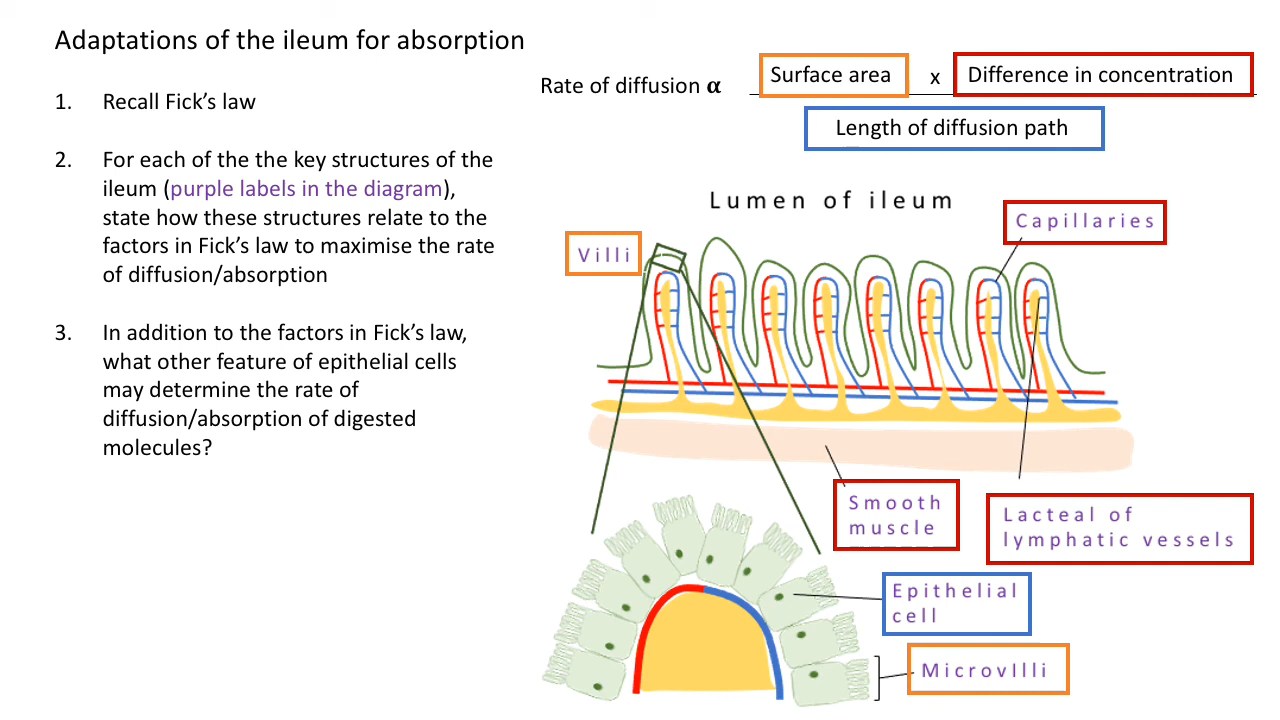 Adaptations of the ileum for absorption
1. Recall Fick’s law
2. For each of the the key structures of the
ileum (purple labels in the diagram),
state how these structures relate to the
factors in Fick’s law to maximise the rate
of diffusion/absorption
3. In addition to the factors in Fick’s law,
what other feature of epithelial cells
may determine the rate of
diffusion/absorption of digested
molecules?
Rate of diffusion α Surface area x Difference in concentration
Length of diffusion path
Lumen of ileum
Capillaries
Villi
Smooth
muscle
Lacteal of
lymphatic vessels
Epithelial
cell
MicrovIlli